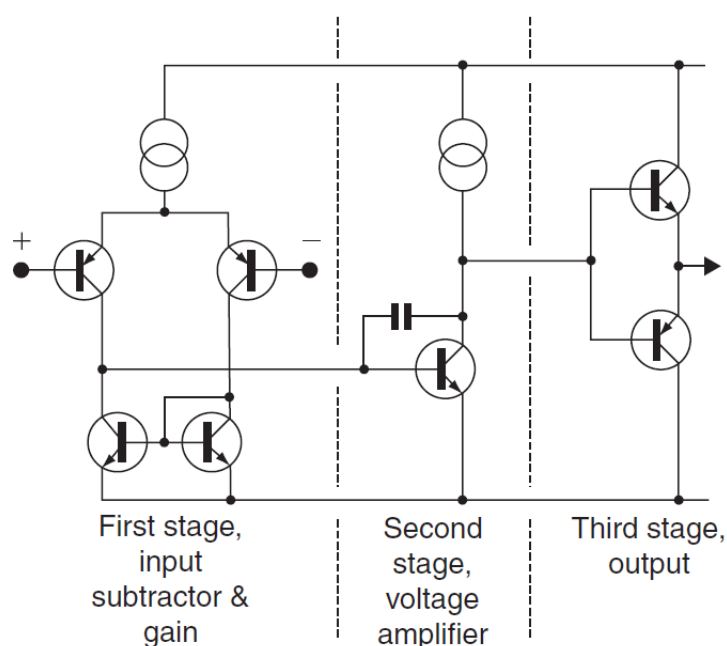 +
−
First stage,
input
subtractor &
gain
Second
stage,
voltage
amplifier
Third stage,
output